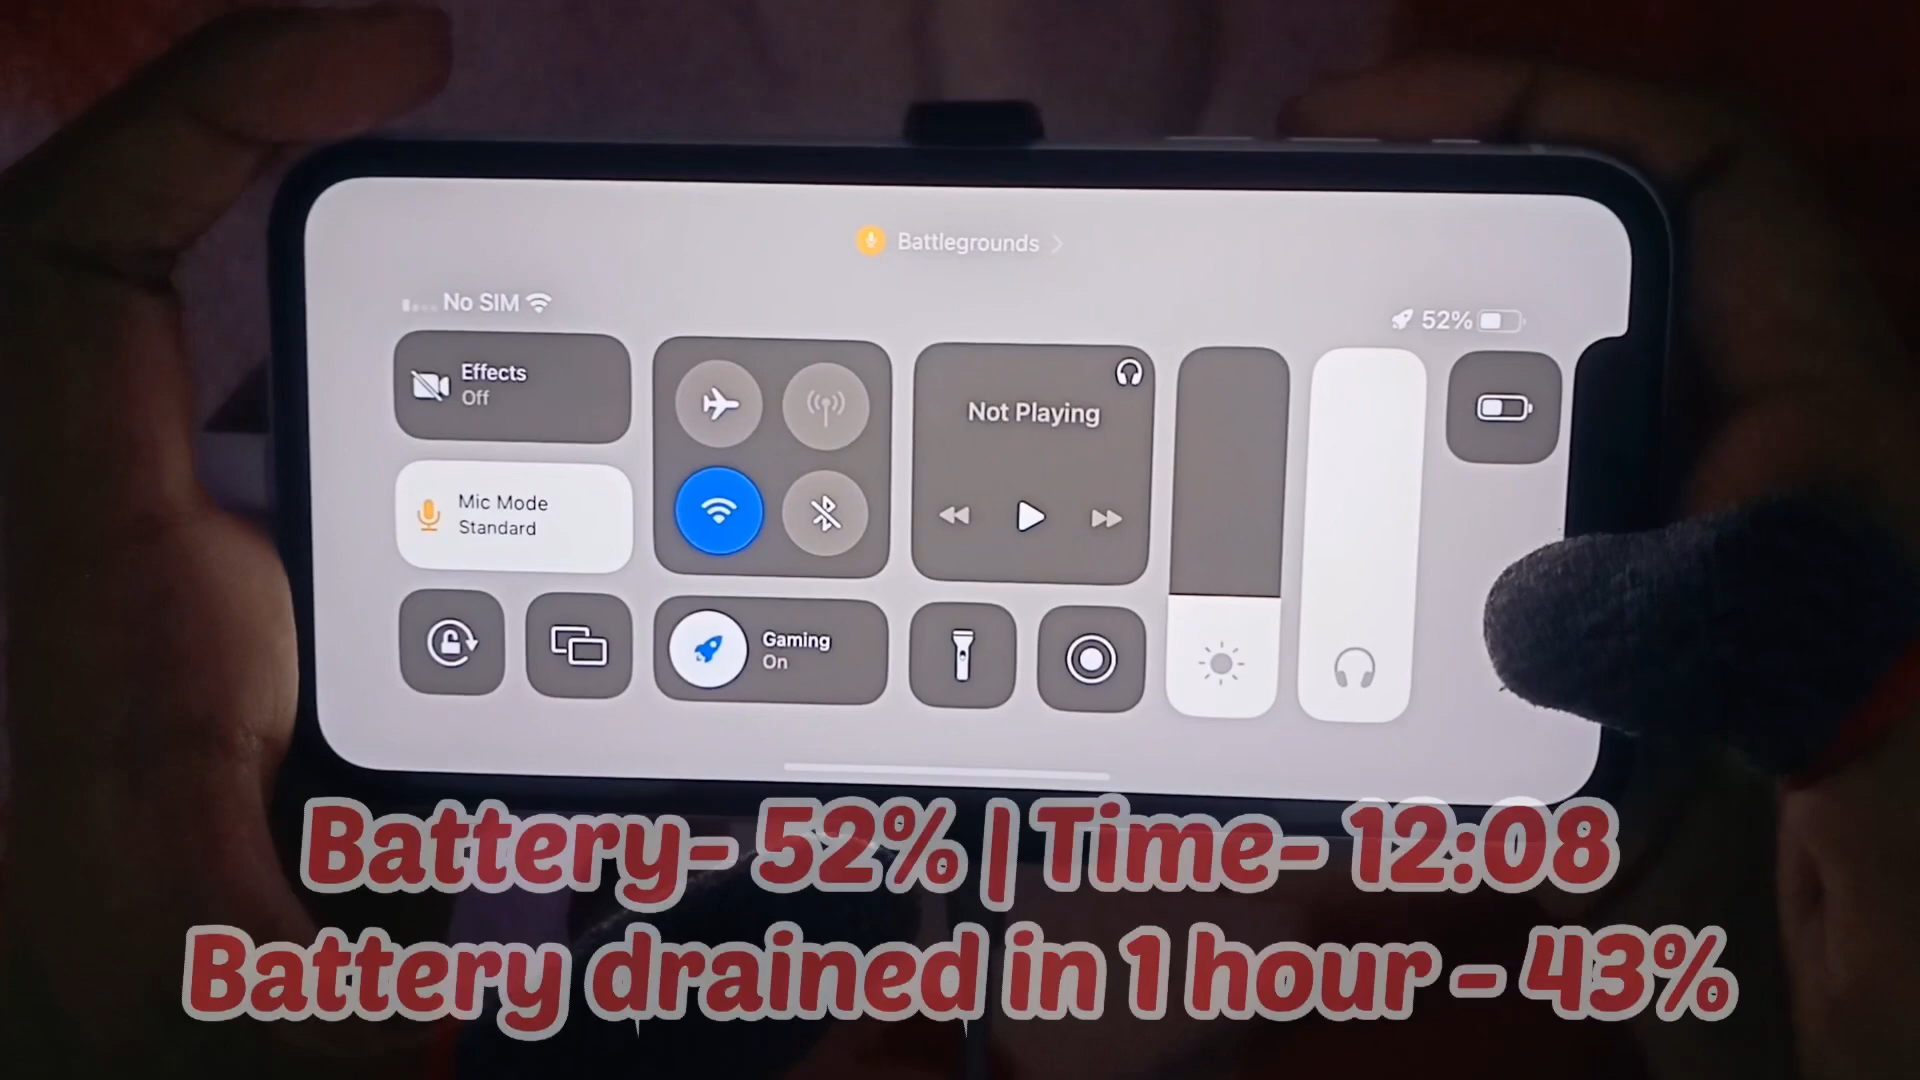 Battlegrounds
No SIM
52%
Effects
Off
Mic Mode
Standard
Not Playing
Gaming
On
Battery- 52% | Time- 12:08
Battery drained in 1 hour - 43%